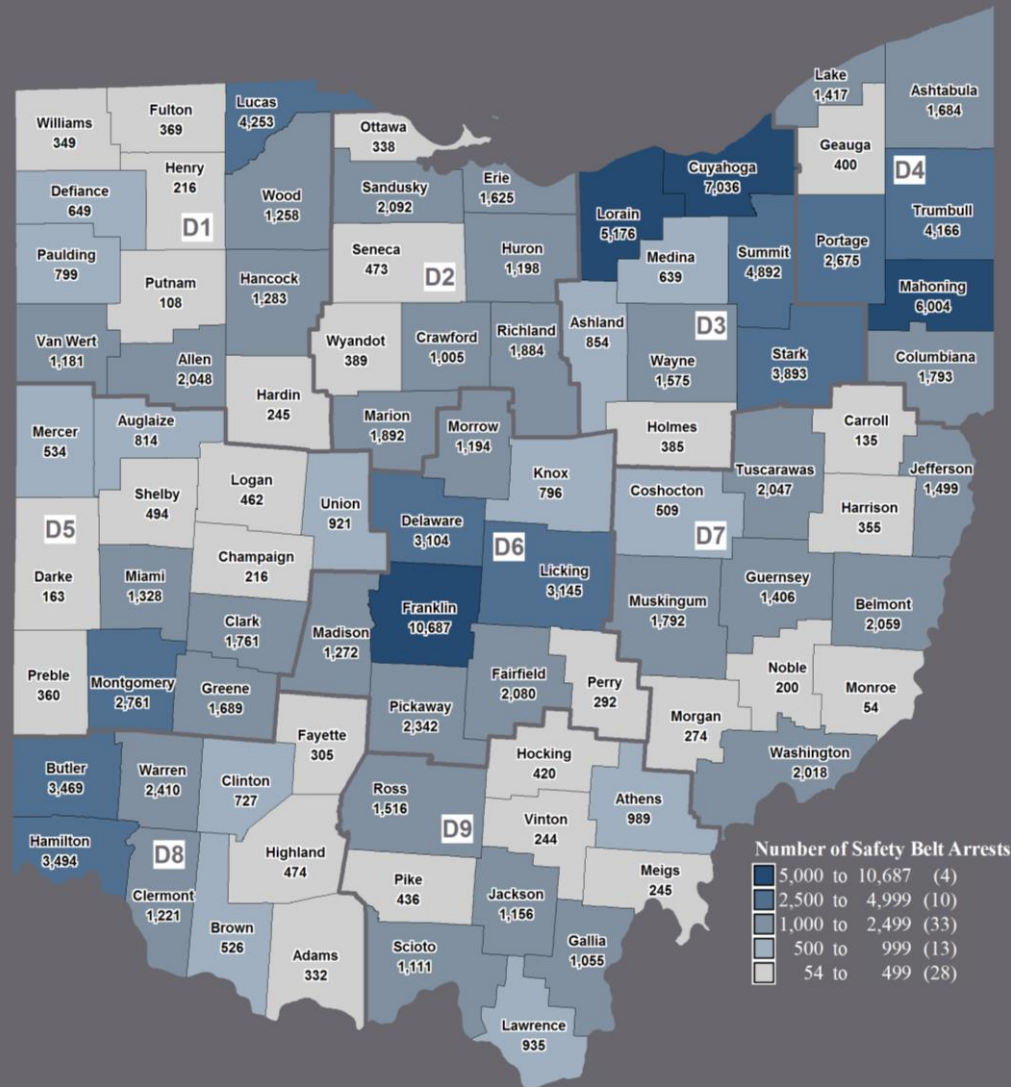 Lake
1,417
Ashtabula
1,684
Lucas
4,253
Fulton
369
Williams
349
Ottawa
338
Geauga
400
Henry
216
D4
Cuyahoga
7,036
Erie
1,625
Sandusky
2,092
Defiance
649
Wood
1,258
D1
Lorain
5,176
Trumbull
4,166
Portage
2,675
Seneca
473
Huron
1,198
Summit
4,892
Medina
639
Paulding
799
D2
Hancock
1,283
Putnam
108
Mahoning
6,004
Ashland
854
D3
Richland
1,884
Crawford
1,005
Wyandot
389
Van Wert
1,181
Allen
2,048
Wayne
1,575
Stark
3,893
Columbiana
1,793
Hardin
245
Marion
1,892
Morrow
1,194
Holmes
385
Carroll
135
Auglaize
814
Mercer
534
Tuscarawas
2,047
Jefferson
1,499
Knox
796
Logan
462
Shelby
494
Union
921
Coshocton
509
Harrison
355
D5
Delaware
3,104
D6
D7
Champaign
216
Licking
3,145
Darke
163
Miami
1,328
Guernsey
1,406
Belmont
2,059
Franklin
10,687
Muskingum
1,792
Clark
1,761
Madison
1,272
Noble
200
Preble
360
Montgomery
2,761
Greene
1,689
Fairfield
2,080
Perry
292
Monroe
54
Pickaway
2,342
Morgan
274
Fayette
305
Hocking
420
Washington
2,018
Butler
3,469
Warren
2,410
Clinton
727
Ross
1,516
Athens
989
Vinton
244
D9
Hamilton
3,494
D8
Highland
474
Number of Safety Belt Arrests
5,000 to 10,687 (4)
2,500 to 4,999 (10)
1,000 to 2,499 (33)
500 to 999 (13)
54 to 499 (28)
Meigs
245
Pike
436
Clermont
1,221
Jackson
1,156
Brown
526
Gallia
1,055
Scioto
1,111
Adams
332
Lawrence
935